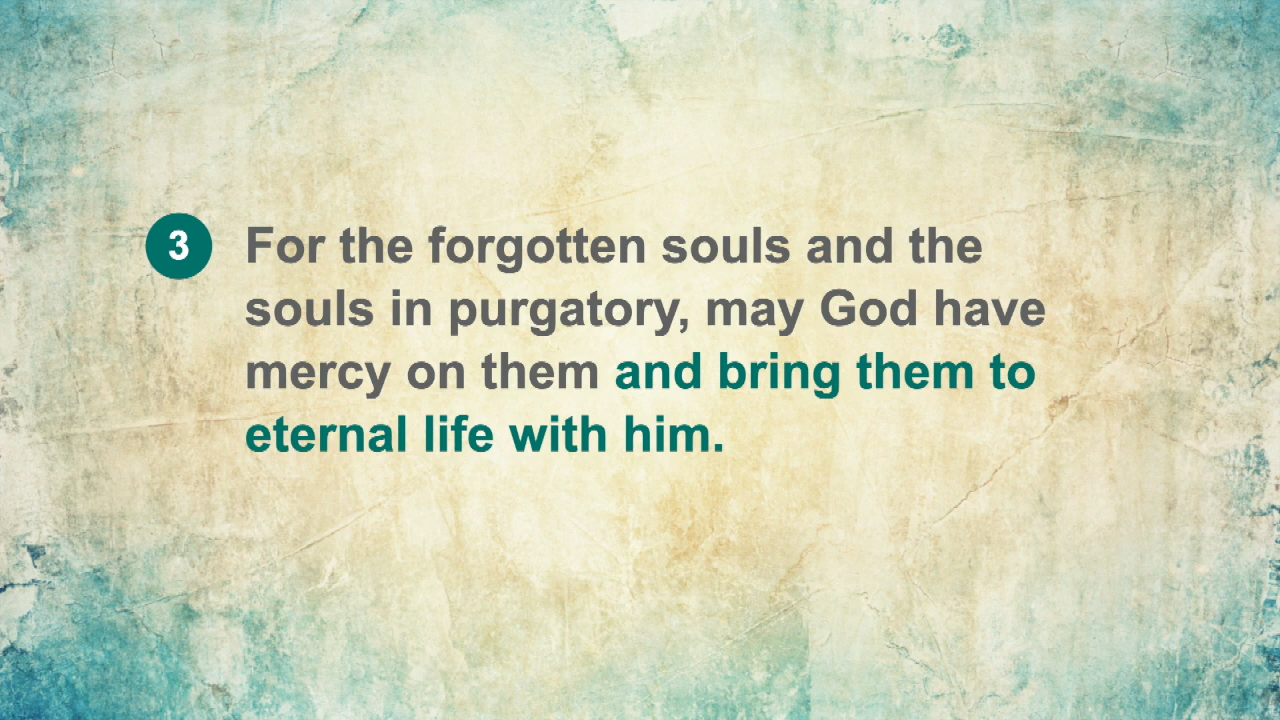 3 For the forgotten souls and the
souls in purgatory, may God have
mercy on them and bring them to
eternal life with him.